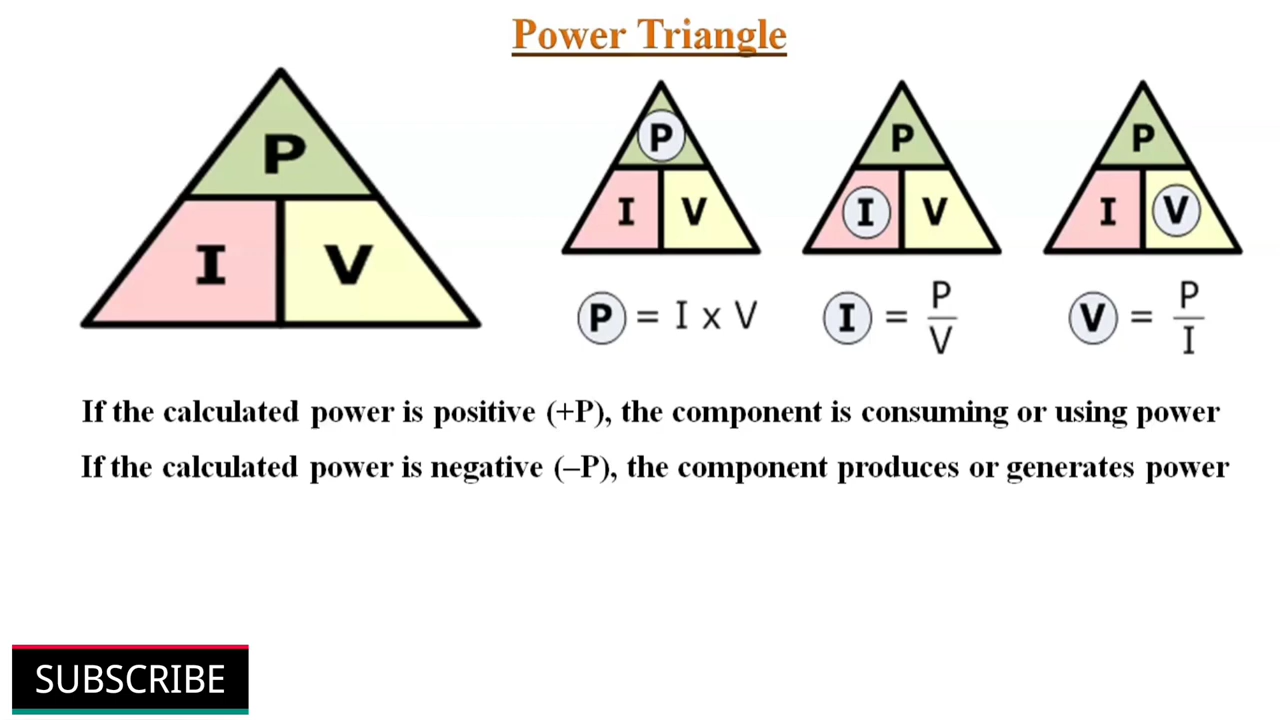 Power Triangle
P
I V
P
I V
P
I V
P
I V
P = I x V
I = P / V
V = P / I
If the calculated power is positive (+P), the component is consuming or using power
If the calculated power is negative (–P), the component produces or generates power
SUBSCRIBE